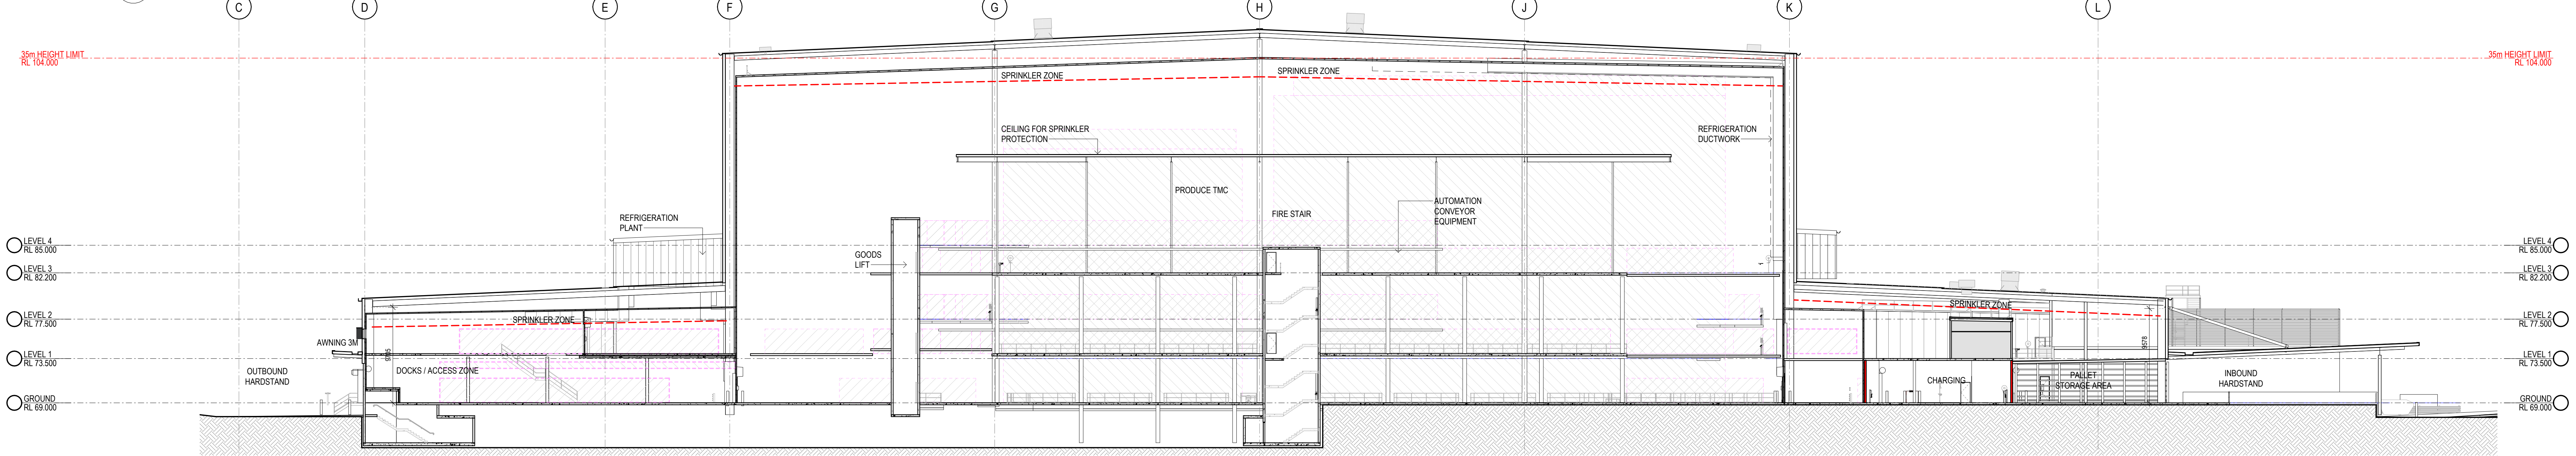 C
D
E
F
G
H
J
K
L
35m HEIGHT LIMIT
RL 104.000
35m HEIGHT LIMIT
RL 104.000
SPRINKLER ZONE
SPRINKLER ZONE
CEILING FOR SPRINKLER
PROTECTION
REFRIGERATION
DUCTWORK
PRODUCE TMC
AUTOMATION
CONVEYOR
EQUIPMENT
FIRE STAIR
REFRIGERATION
PLANT
GOODS
LIFT
LEVEL 4
RL 85.000
LEVEL 4
RL 85.000
LEVEL 3
RL 82.200
LEVEL 3
RL 82.200
SPRINKLER ZONE
SPRINKLER ZONE
LEVEL 2
RL 77.500
LEVEL 2
RL 77.500
AWNING 3M
9705
9578
LEVEL 1
RL 73.500
LEVEL 1
RL 73.500
OUTBOUND
HARDSTAND
DOCKS / ACCESS ZONE
CHARGING
PALLET
STORAGE AREA
INBOUND
HARDSTAND
GROUND
RL 69.000
GROUND
RL 69.000